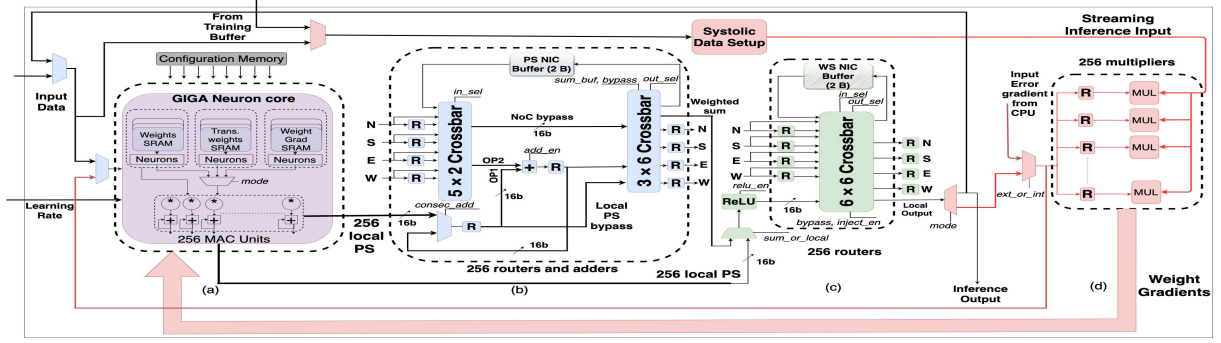 From
Training
Buffer
Input
Data
Learning
Rate
Configuration Memory
GIGA Neuron core
Weights
SRAM
Neurons
Trans.
weights
SRAM
Neurons
Weight
Grad
SRAM
Neurons
mode
* * * *
+ + + +
256 MAC Units
(a)
256
local
PS
16b
PS NIC
Buffer (2 B)
in_sel
sum_buf, bypass
out_sel
N
S
E
W
R
R
R
R
5 x 2 Crossbar
NoC bypass
16b
add_en
OP2
OP1
+
R
16b
consec_add
R
Local
PS
bypass
16b
3 x 6 Crossbar
R
R
R
R
N
S
E
W
256 routers and adders
(b)
Weighted
sum
256 local PS
16b
Systolic
Data Setup
WS NIC
Buffer
(2 B)
in_sel
out_sel
N
S
E
W
R
R
R
R
relu_en
ReLU
16b
6 x 6 Crossbar
R
R
R
R
N
S
E
W
Local
Output
bypass, inject_en
sum_or_local
256 routers
(c)
mode
Inference
Output
Streaming
Inference Input
256 multipliers
Input
Error
gradient
from
CPU
ext_or_int
R
MUL
R
MUL
R
MUL
R
MUL
(d)
Weight
Gradients